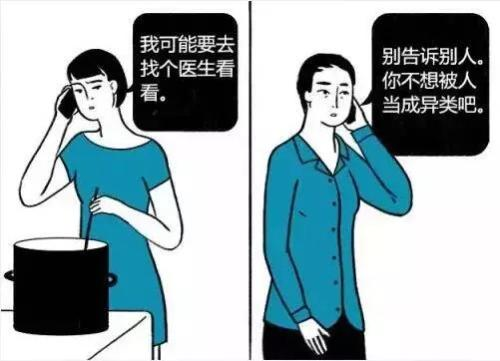 我可能要去
找个医生看
看。
别告诉别人。
你不想被人
当成异类吧。